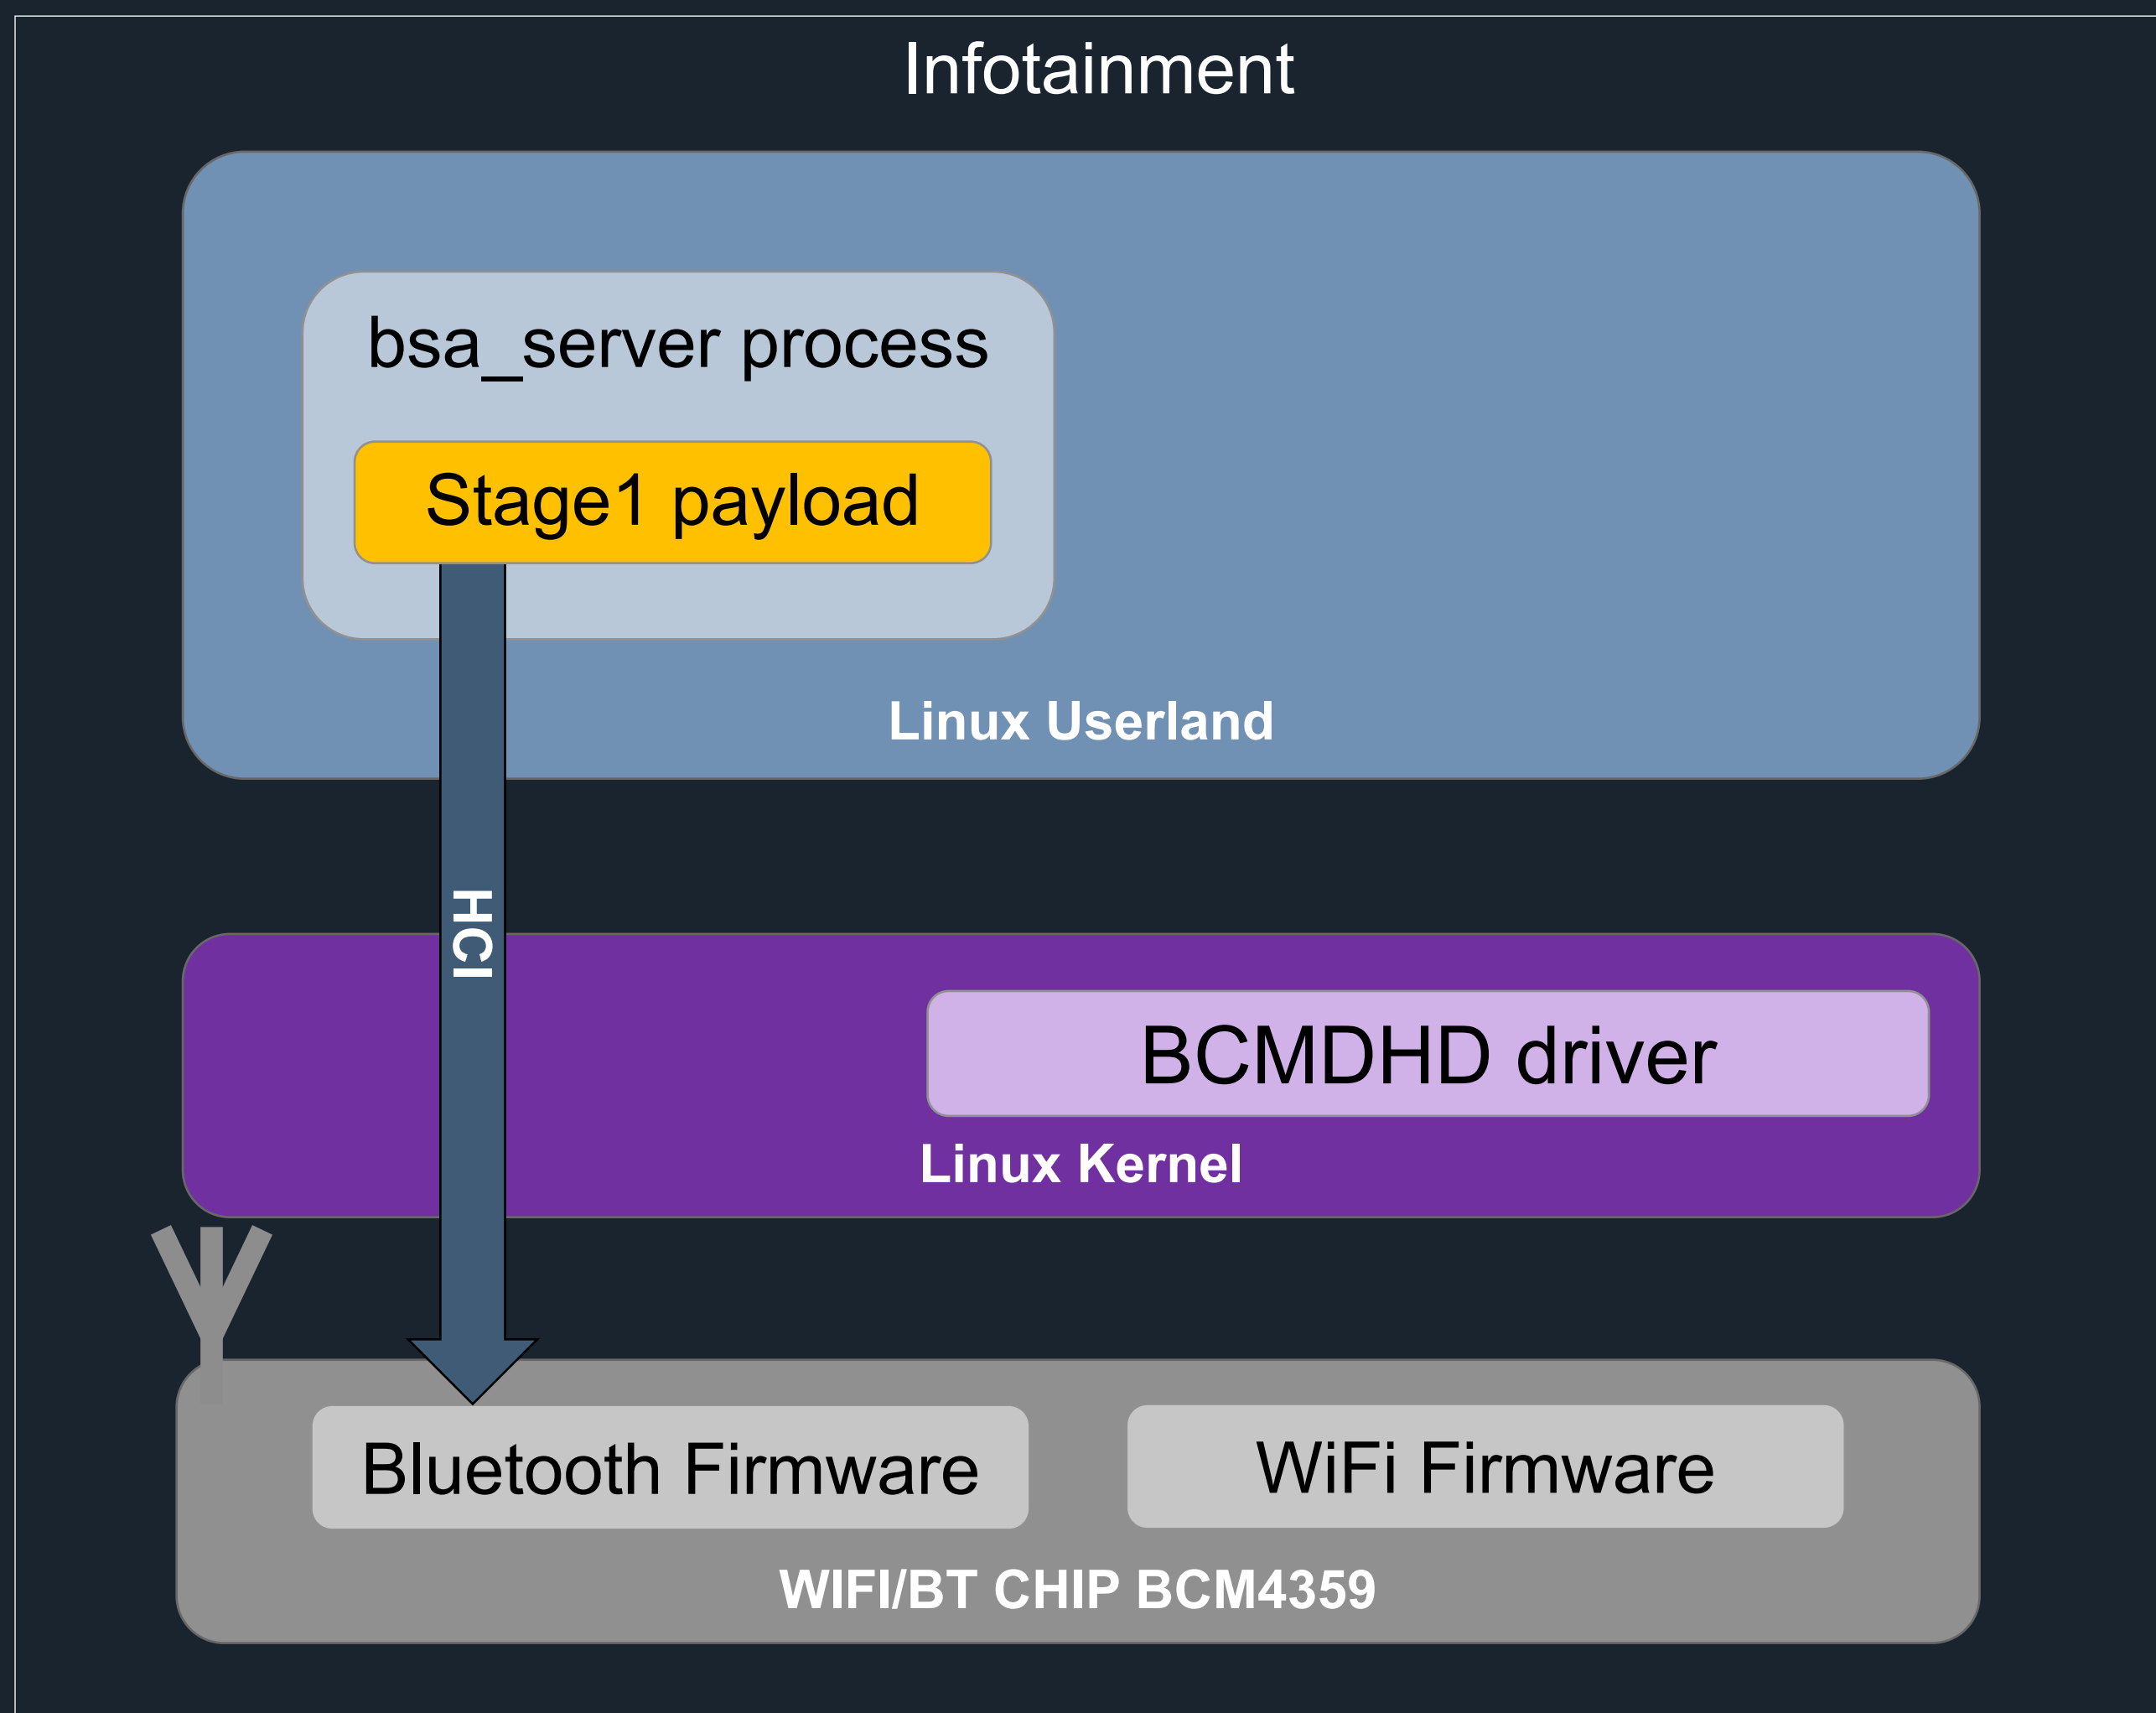 Infotainment
bsa_server process
Stage1 payload
Linux Userland
HCI
BCMDHD driver
Linux Kernel
Bluetooth Firmware
WiFi Firmware
WIFI/BT CHIP BCM4359